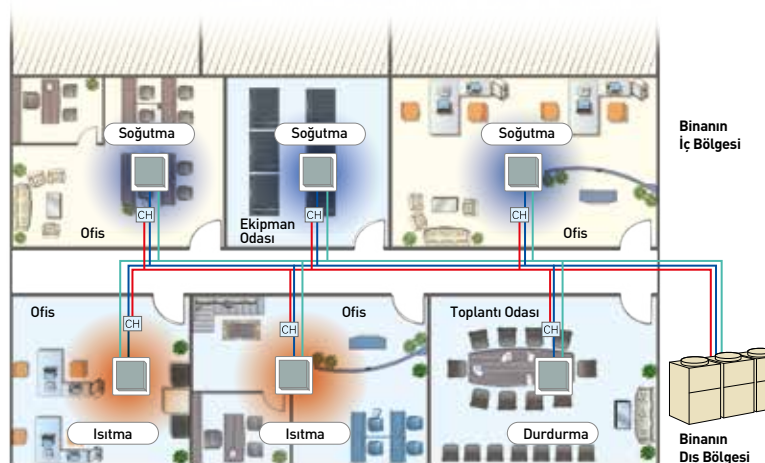 Soğutma
Soğutma
Soğutma
Binanın
İç Bölgesi
CH
CH
CH
Ofis
Ekipman
Odası
Ofis
Ofis
Ofis
Toplantı Odası
CH
CH
CH
Isıtma
Isıtma
Durdurma
Binanın
Dış Bölgesi